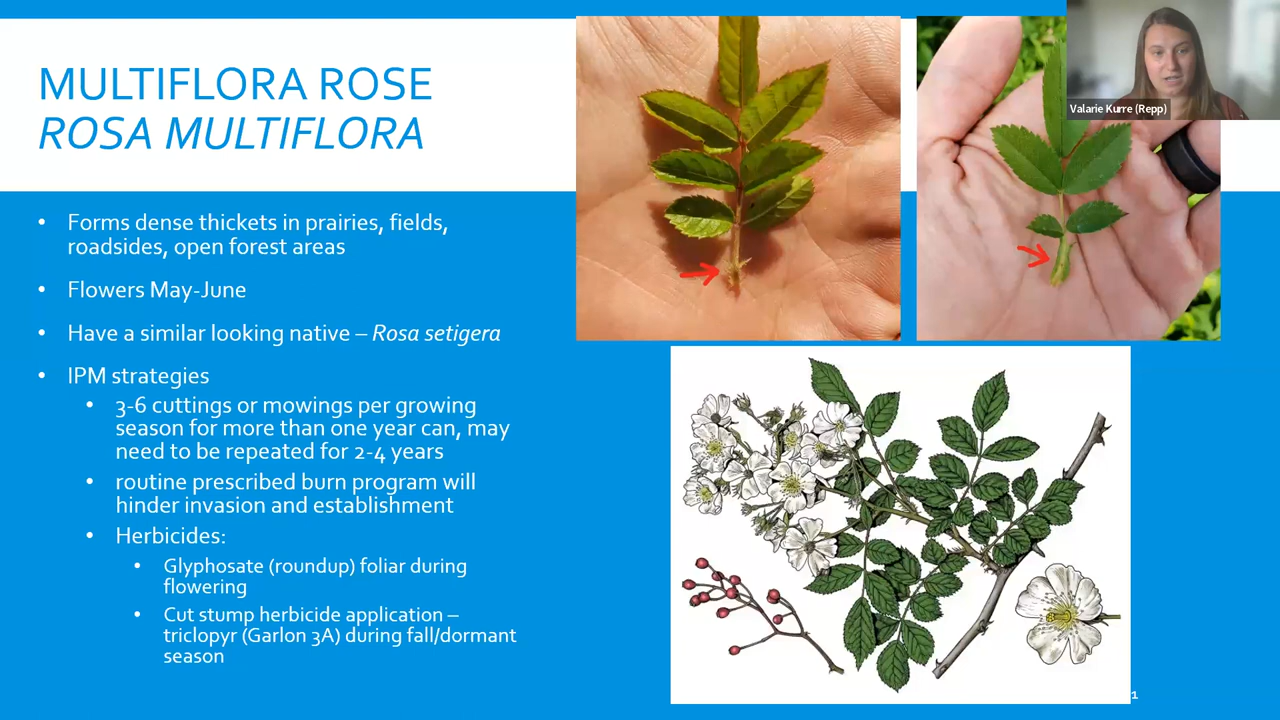 MULTIFLORA ROSE
ROSA MULTIFLORA
Valarie Kurre (Repp)
• Forms dense thickets in prairies, fields,
roadsides, open forest areas
• Flowers May-June
• Have a similar looking native – Rosa setigera
• IPM strategies
• 3-6 cuttings or mowings per growing
season for more than one year can, may
need to be repeated for 2-4 years
• routine prescribed burn program will
hinder invasion and establishment
• Herbicides:
• Glyphosate (roundup) foliar during
flowering
• Cut stump herbicide application –
triclopyr (Garlon 3A) during fall/dormant
season
1